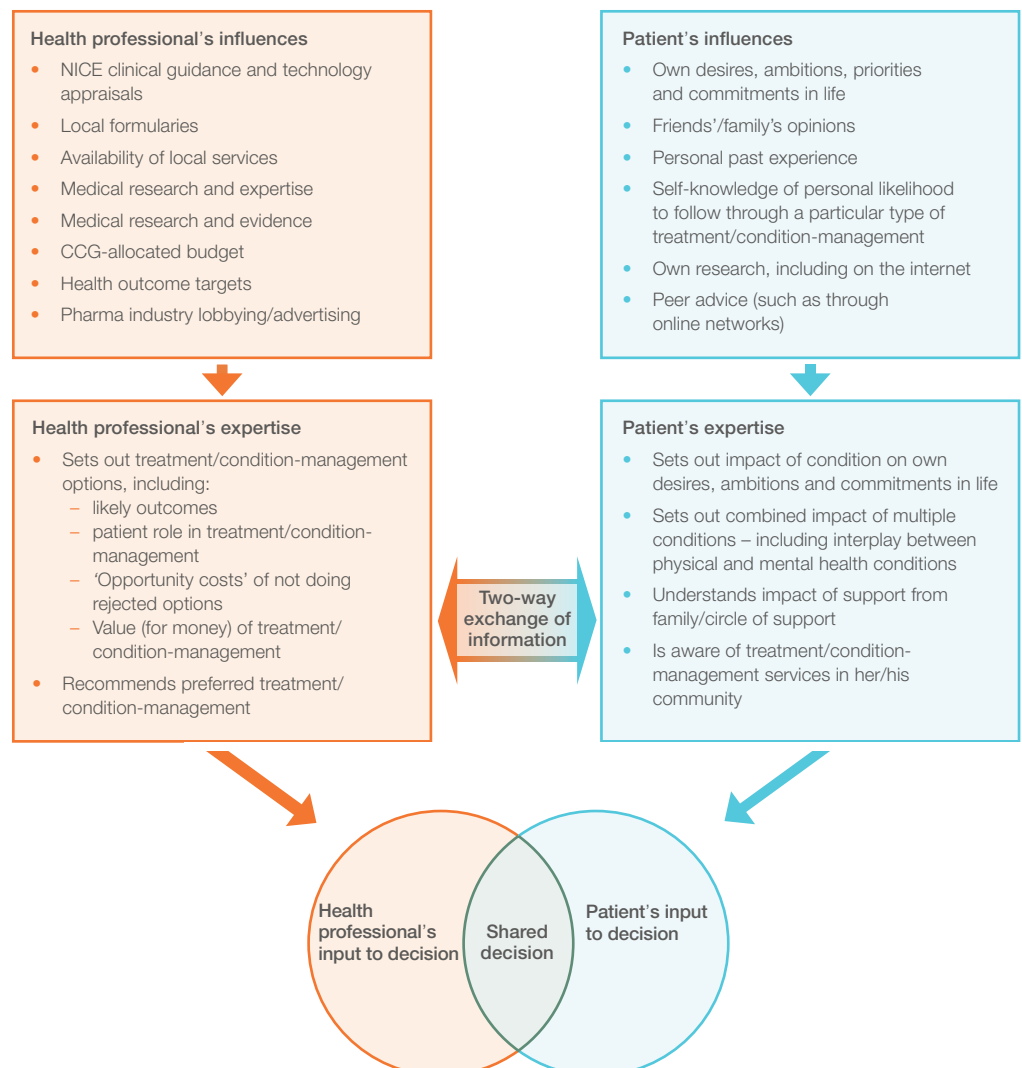 Health professional's influences
• NICE clinical guidance and technology
appraisals
• Local formularies
• Availability of local services
• Medical research and expertise
• Medical research and evidence
• CCG-allocated budget
• Health outcome targets
• Pharma industry lobbying/advertising
Patient's influences
• Own desires, ambitions, priorities
and commitments in life
• Friends'/family's opinions
• Personal past experience
• Self-knowledge of personal likelihood
to follow through a particular type of
treatment/condition-management
• Own research, including on the internet
• Peer advice (such as through
online networks)
Health professional's expertise
• Sets out treatment/condition-management
options, including:
– likely outcomes
– patient role in treatment/condition-
management
– 'Opportunity costs' of not doing
rejected options
– Value (for money) of treatment/
condition-management
• Recommends preferred treatment/
condition-management
Two-way
exchange of
information
Patient's expertise
• Sets out impact of condition on own
desires, ambitions and commitments in life
• Sets out combined impact of multiple
conditions – including interplay between
physical and mental health conditions
• Understands impact of support from
family/circle of support
• Is aware of treatment/condition-
management services in her/his
community
Health
professional's
input to decision
Shared
decision
Patient's input
to decision